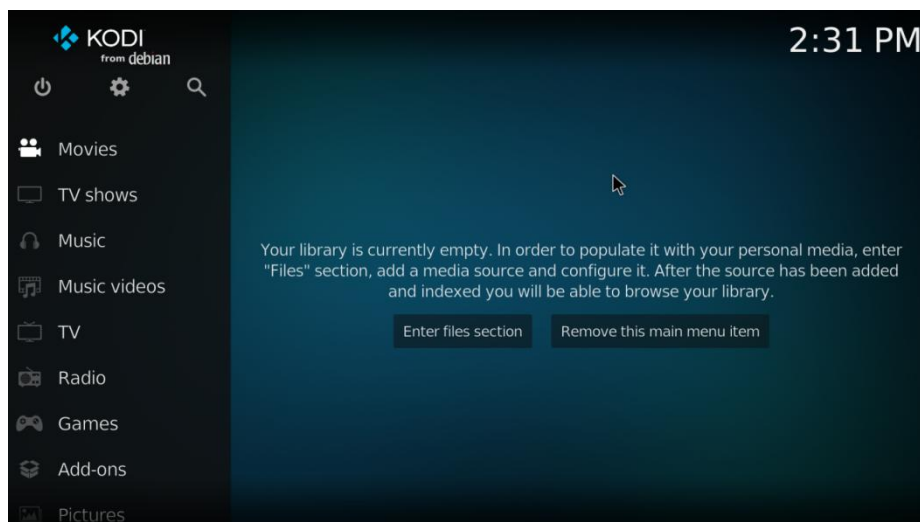 KODI
from debian
2:31 PM
Movies
TV shows
Music
Music videos
TV
Radio
Games
Add-ons
Pictures
Your library is currently empty. In order to populate it with your personal media, enter
"Files" section, add a media source and configure it. After the source has been added
and indexed you will be able to browse your library.
Enter files section
Remove this main menu item